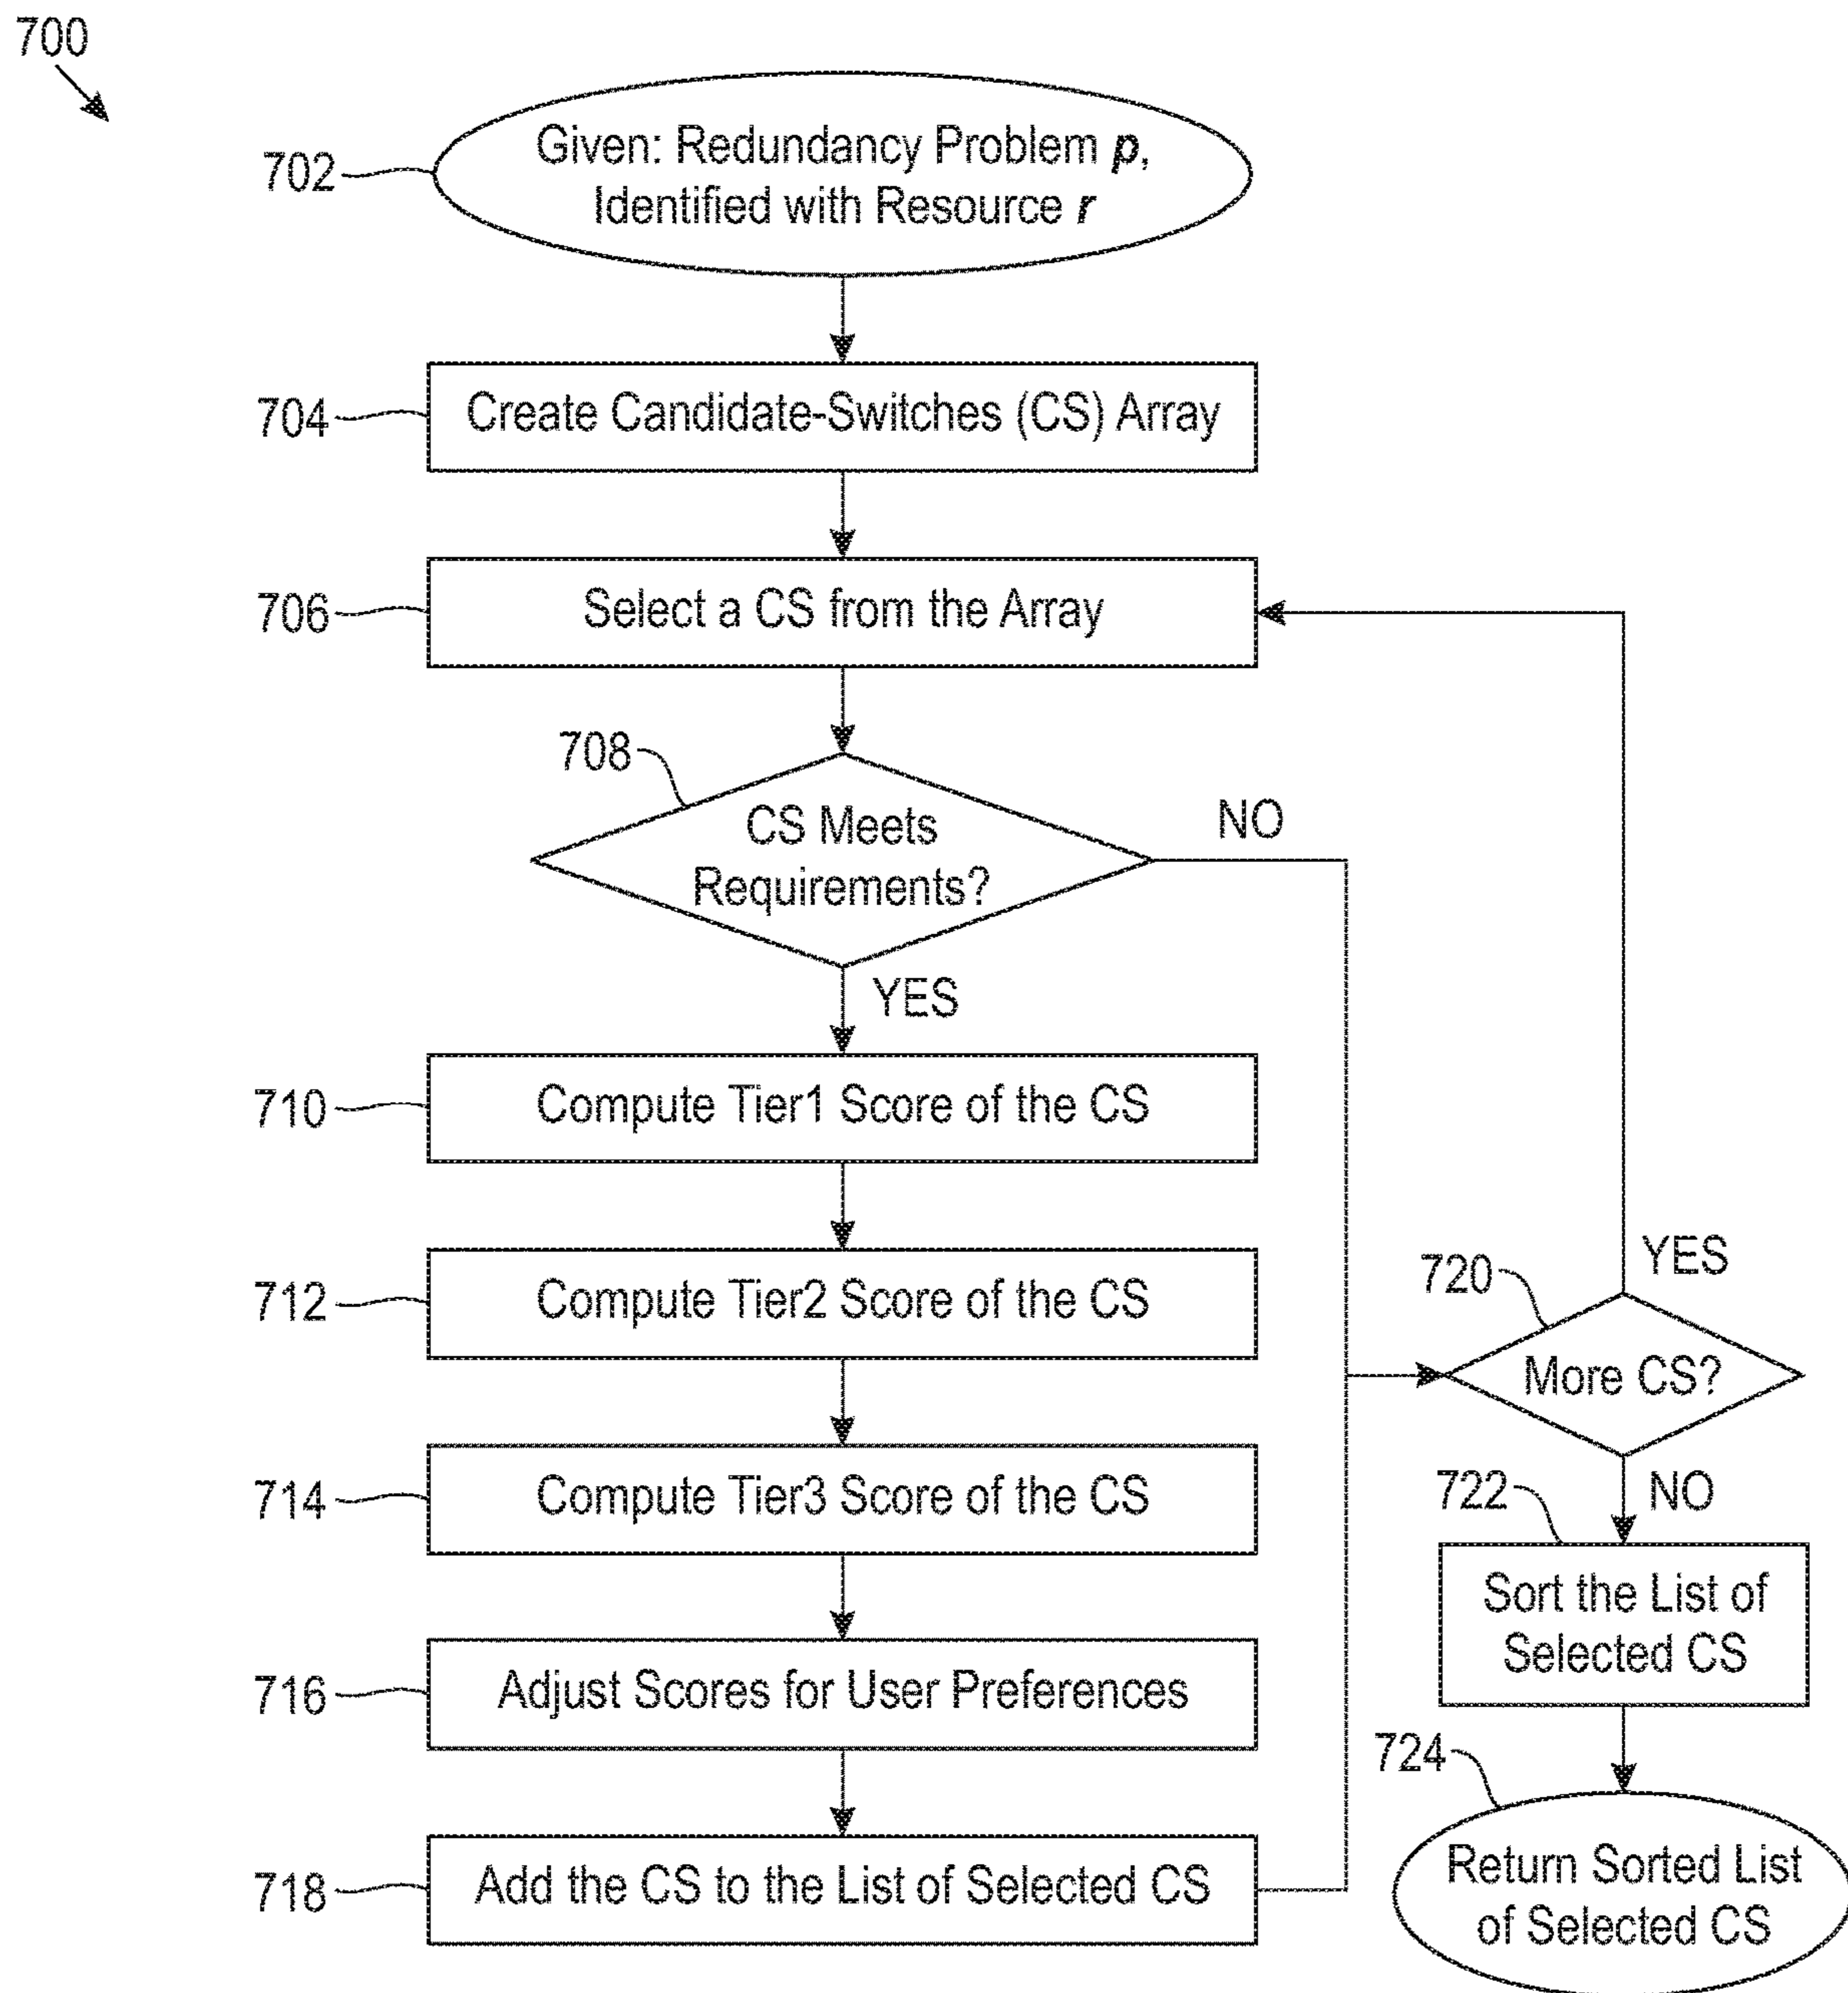 700
702
Given: Redundancy Problem p,
Identified with Resource r
704
Create Candidate-Switches (CS) Array
706
Select a CS from the Array
708
CS Meets
Requirements?
NO
YES
710
Compute Tier1 Score of the CS
712
Compute Tier2 Score of the CS
714
Compute Tier3 Score of the CS
716
Adjust Scores for User Preferences
718
Add the CS to the List of Selected CS
720
YES
More CS?
NO
722
Sort the List of
Selected CS
724
Return Sorted List
of Selected CS